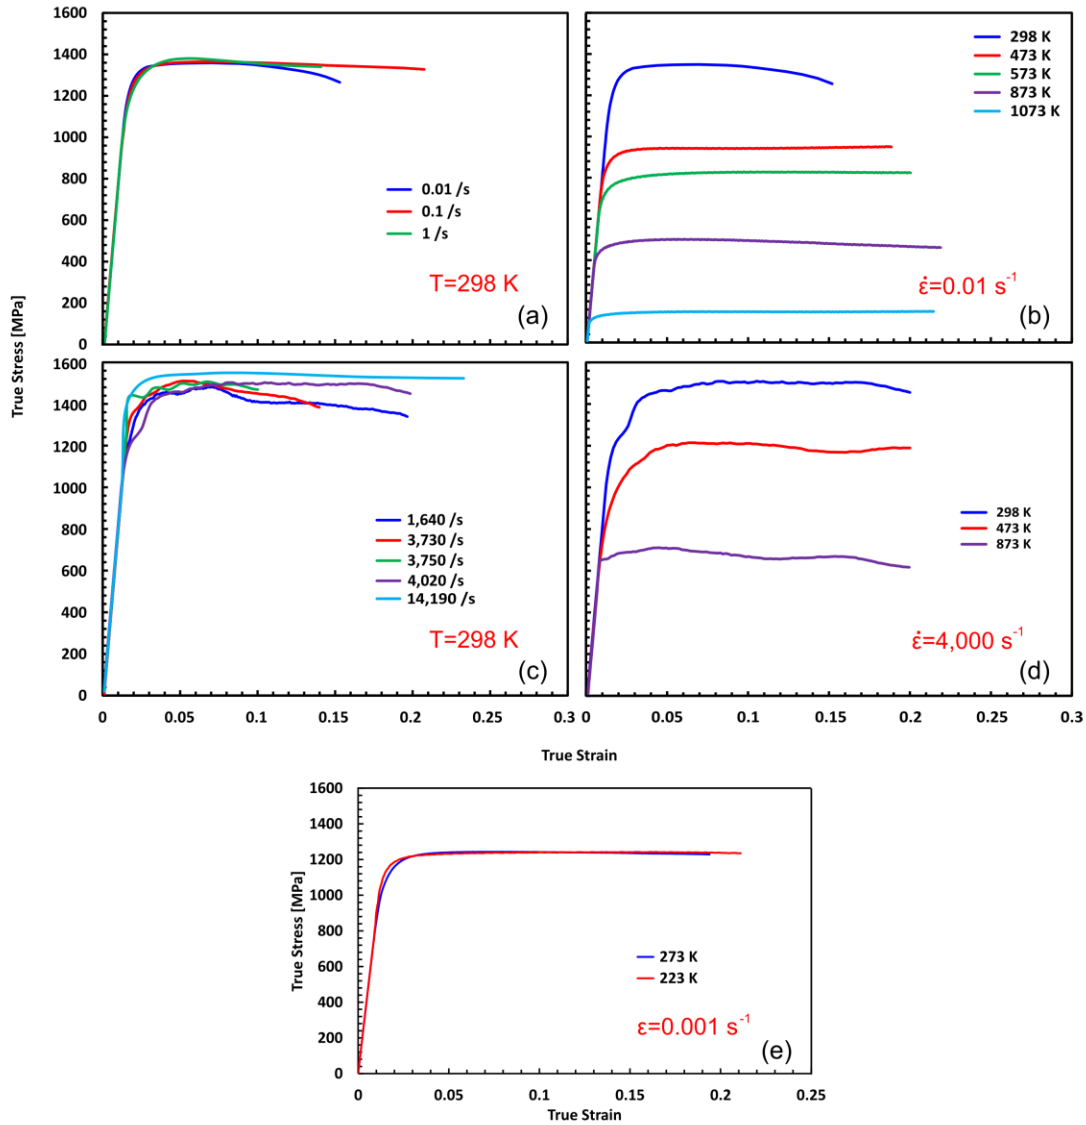 True Stress [MPa]
1600
1400
1200
1000
800
600
400
200
0
0.01 /s
0.1 /s
1 /s
T=298 K
(a)
298 K
473 K
573 K
873 K
1073 K
ε̇=0.01 s⁻¹
(b)
1600
1400
1200
1000
800
600
400
200
0
1,640 /s
3,730 /s
3,750 /s
4,020 /s
14,190 /s
T=298 K
(c)
0 0.05 0.1 0.15 0.2 0.25 0.3
298 K
473 K
873 K
ε̇=4,000 s⁻¹
(d)
0 0.05 0.1 0.15 0.2 0.25 0.3
True Strain
True Stress [MPa]
1600
1400
1200
1000
800
600
400
200
0
273 K
223 K
ε=0.001 s⁻¹
(e)
0 0.05 0.1 0.15 0.2 0.25
True Strain